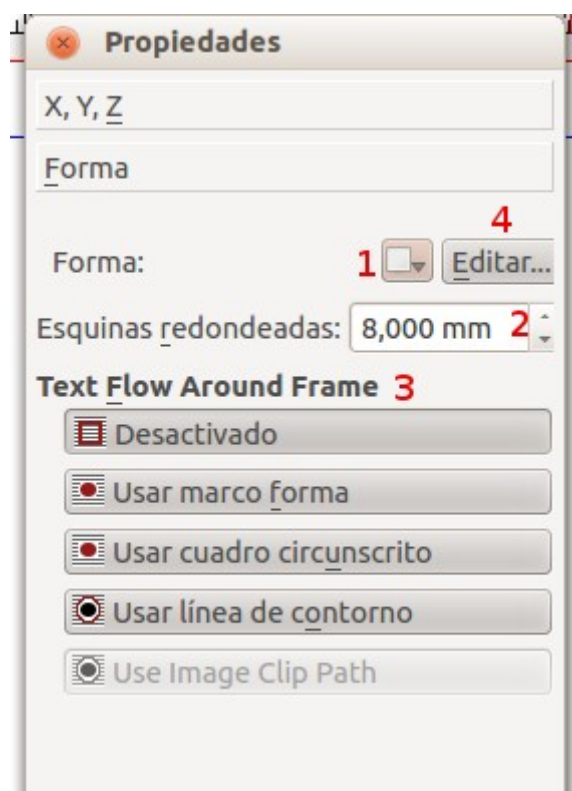 Propiedades
X, Y, Z
Forma
4
Forma: 1 Editar...
Esquinas redondeadas: 8,000 mm 2
Text Flow Around Frame 3
Desactivado
Usar marco forma
Usar cuadro circunscrito
Usar línea de contorno
Use Image Clip Path